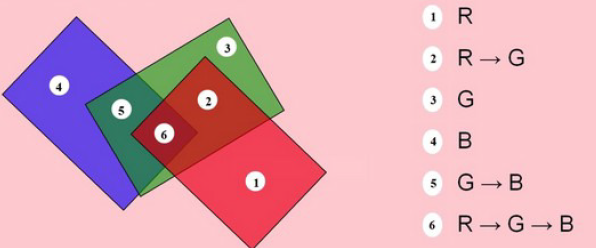 3
4
2
5
6
1
1 R
2 R → G
3 G
4 B
5 G → B
6 R → G → B